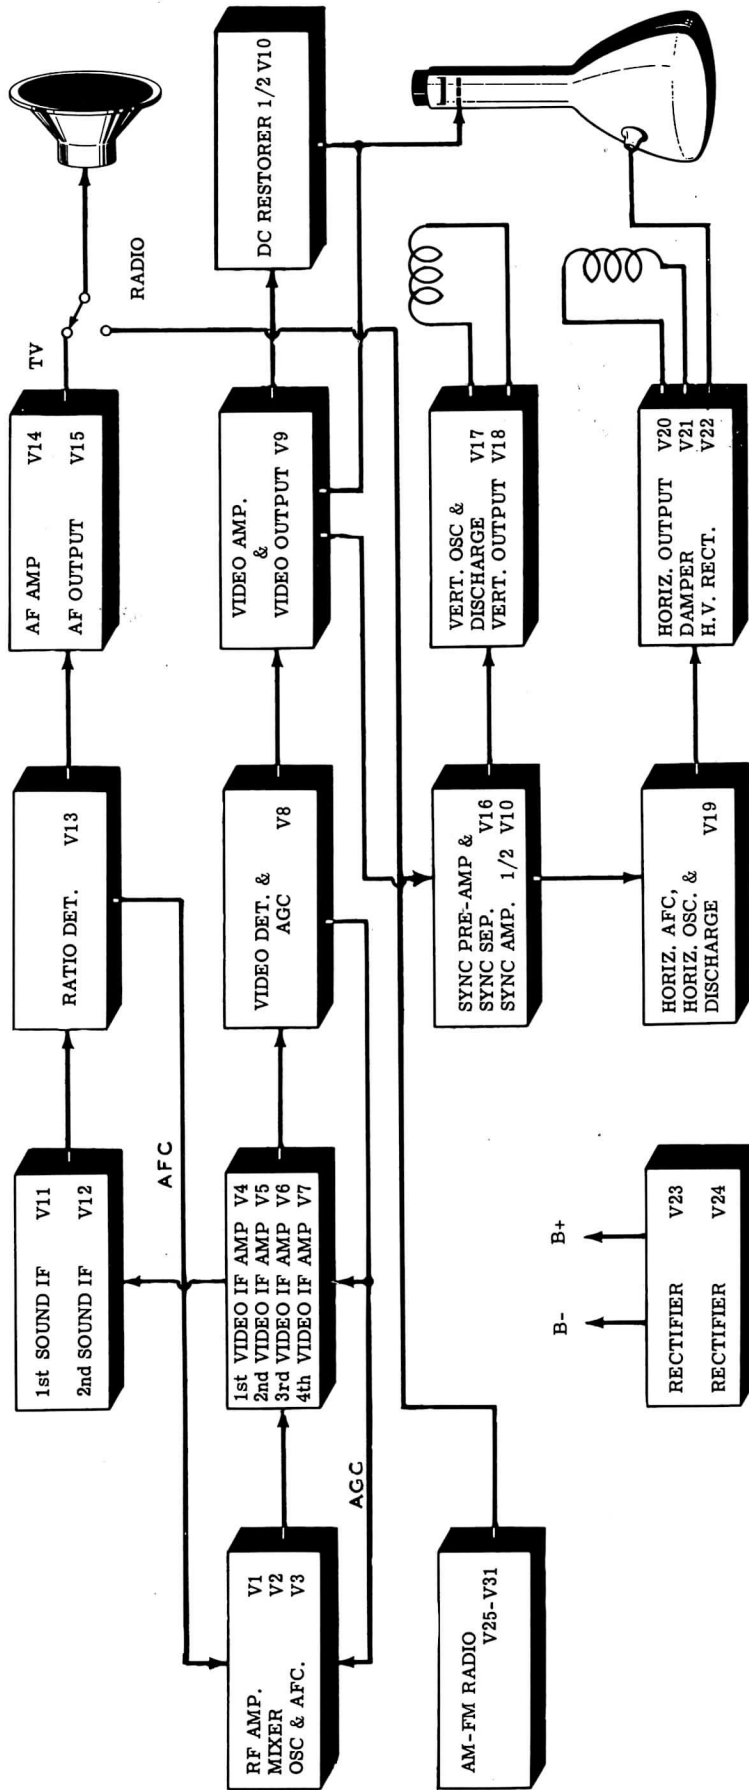 1st SOUND IF V11
2nd SOUND IF V12
RATIO DET. V13
AF AMP V14
AF OUTPUT V15
TV
RADIO
AFC
RF AMP. V1
MIXER V2
OSC & AFC. V3
1st VIDEO IF AMP V4
2nd VIDEO IF AMP V5
3rd VIDEO IF AMP V6
4th VIDEO IF AMP V7
VIDEO DET. &
AGC V8
VIDEO AMP.
&
VIDEO OUTPUT V9
DC RESTORER 1/2 V10
AGC
AM-FM RADIO
V25-V31
SYNC PRE-AMP &
SYNC SEP. V16
SYNC AMP. 1/2 V10
VERT. OSC &
DISCHARGE V17
VERT. OUTPUT V18
B- B+
RECTIFIER V23
RECTIFIER V24
HORIZ. AFC,
HORIZ. OSC. &
DISCHARGE V19
HORIZ. OUTPUT V20
DAMPER V21
H.V. RECT. V22